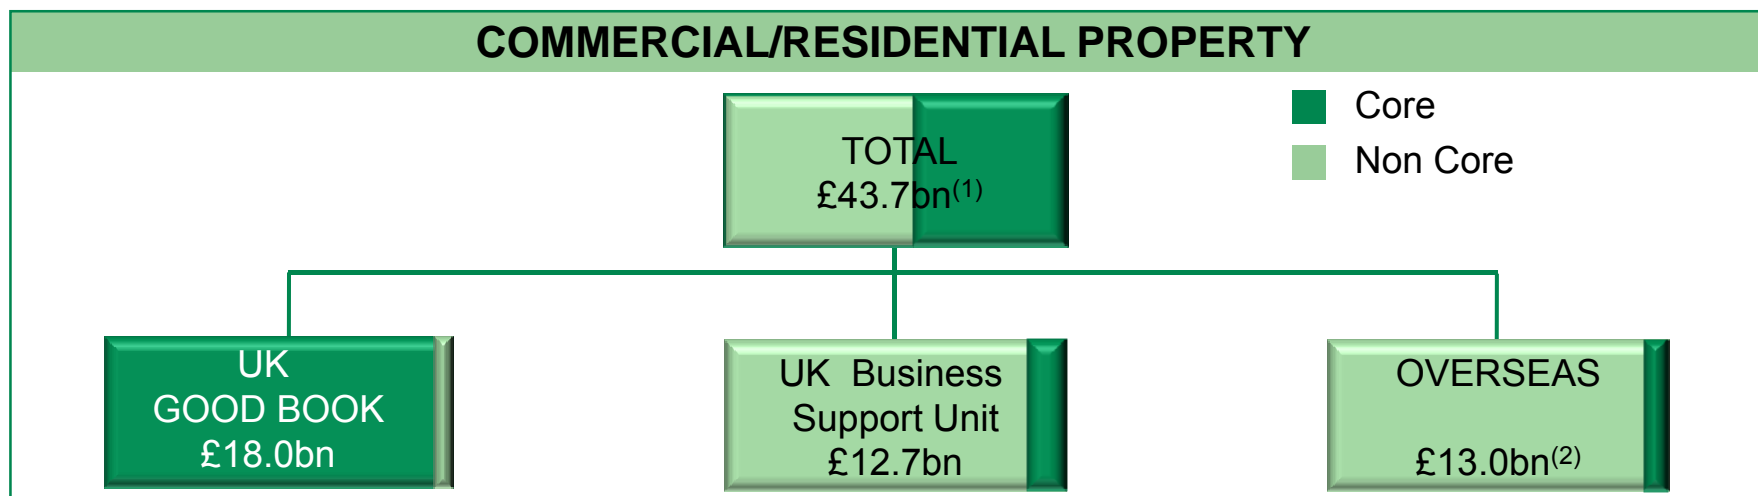 COMMERCIAL/RESIDENTIAL PROPERTY
Core
Non Core
TOTAL
£43.7bn(1)
UK
GOOD BOOK
£18.0bn
UK Business
Support Unit
£12.7bn
OVERSEAS
£13.0bn(2)